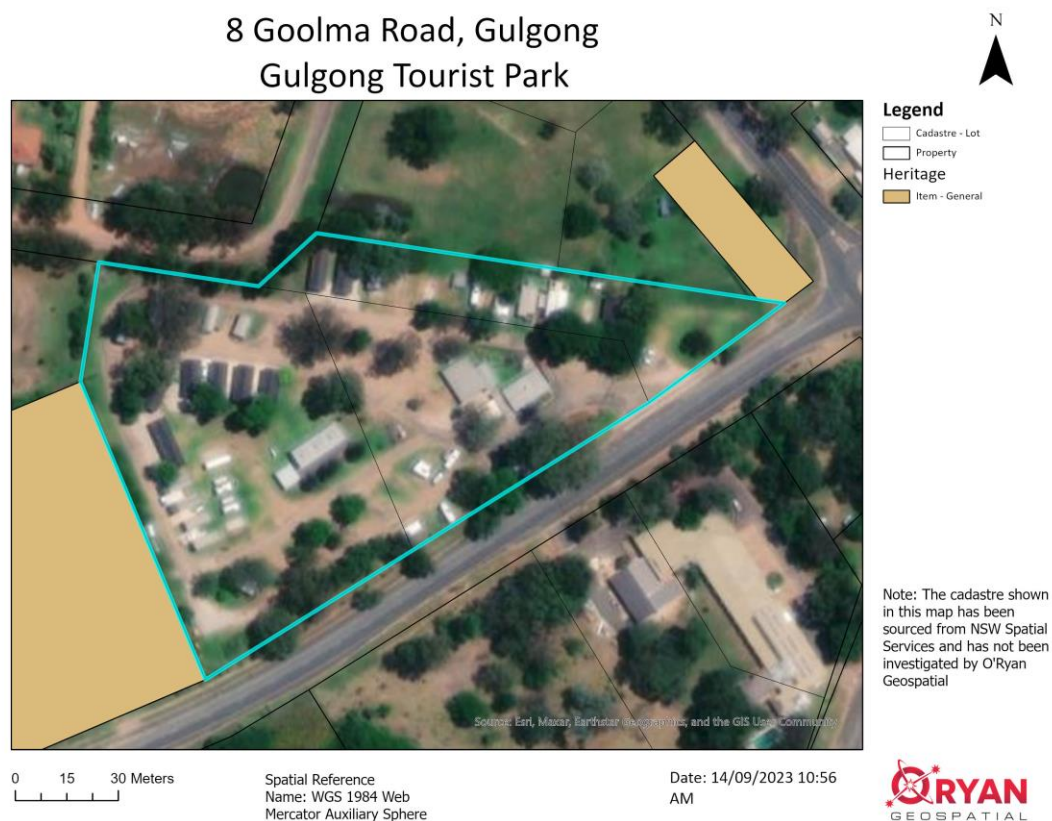 8 Goolma Road, Gulgong
Gulgong Tourist Park
N
Legend
Cadastre - Lot
Property
Heritage
Item - General
Note: The cadastre shown
in this map has been
sourced from NSW Spatial
Services and has not been
investigated by O'Ryan
Geospatial
Source: Esri, Maxar, Earthstar Geographics, and the GIS User Community
0 15 30 Meters
Spatial Reference
Name: WGS 1984 Web
Mercator Auxiliary Sphere
Date: 14/09/2023 10:56
AM
ORYAN
GEOSPATIAL